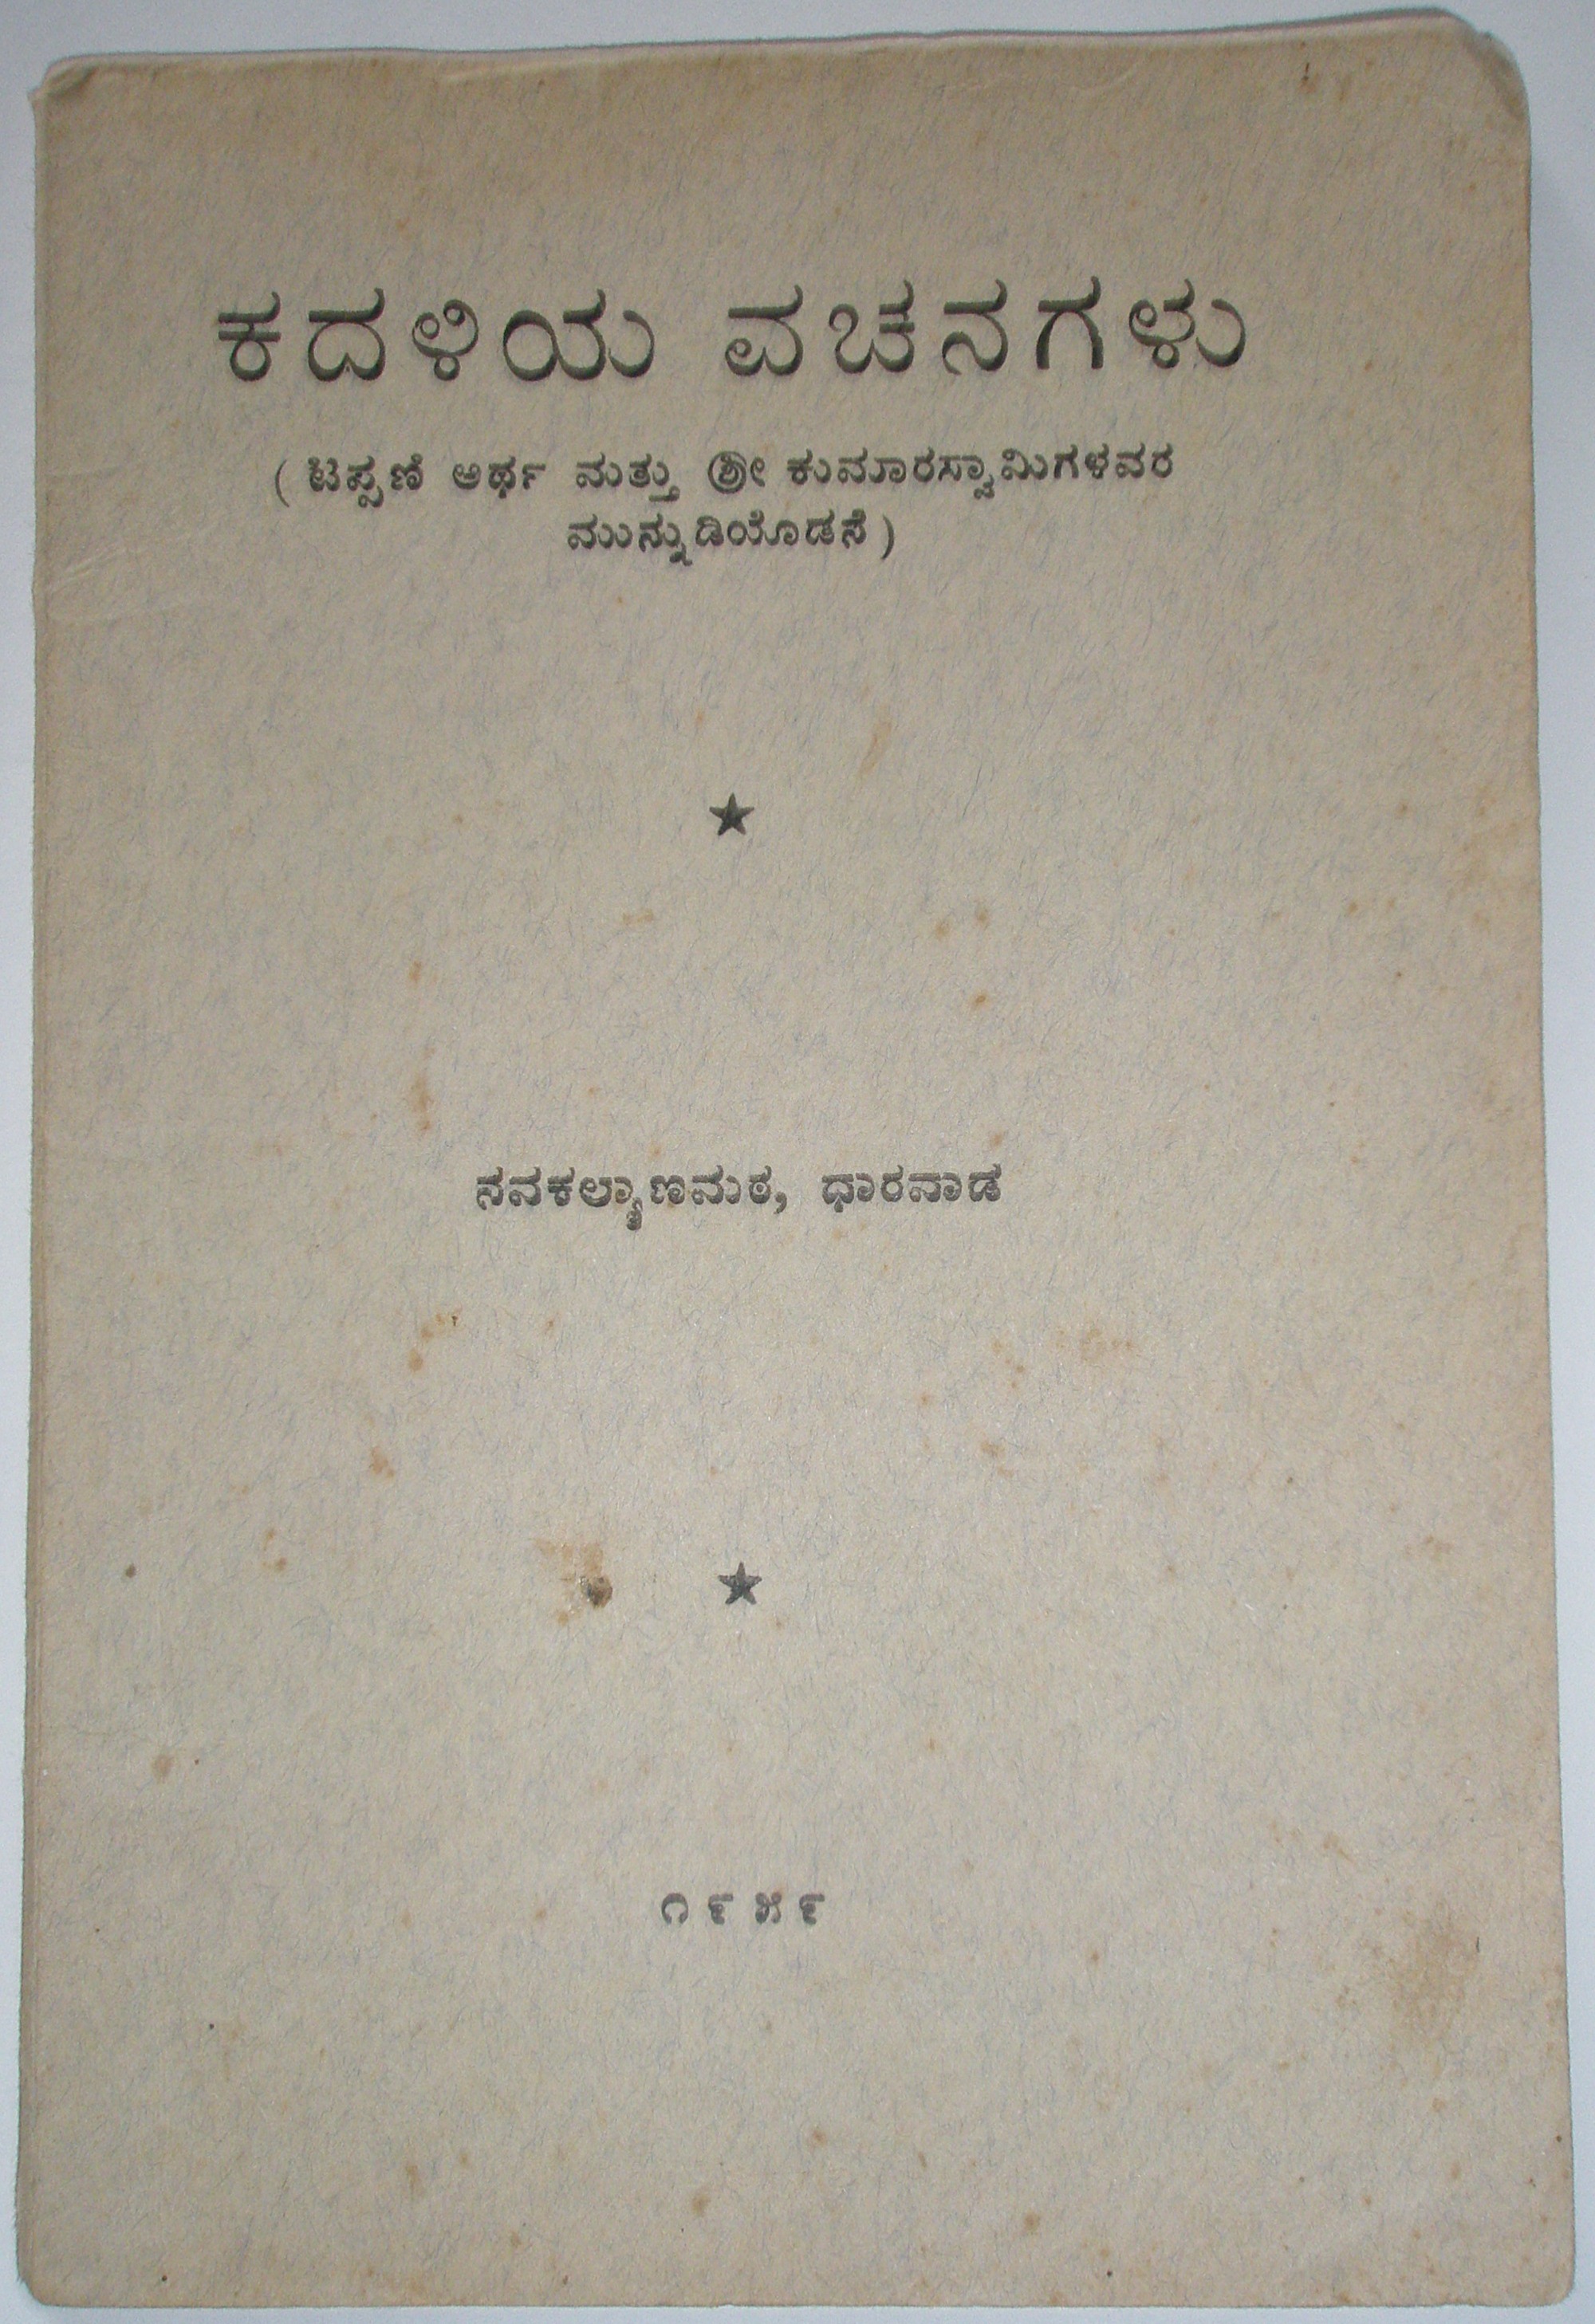 ಕದಳಿಯ ವಚನಗಳು
( ಟಿಪ್ಪಣಿ ಅರ್ಥ ಮತ್ತು ಶ್ರೀ ಕುಮಾರಸ್ವಾಮಿಗಳವರ
ಮುನ್ನುಡಿಯೊಡನೆ )
★
ನವಕಲ್ಯಾಣಮಠ, ಧಾರವಾಡ
★
೧೯೫೯